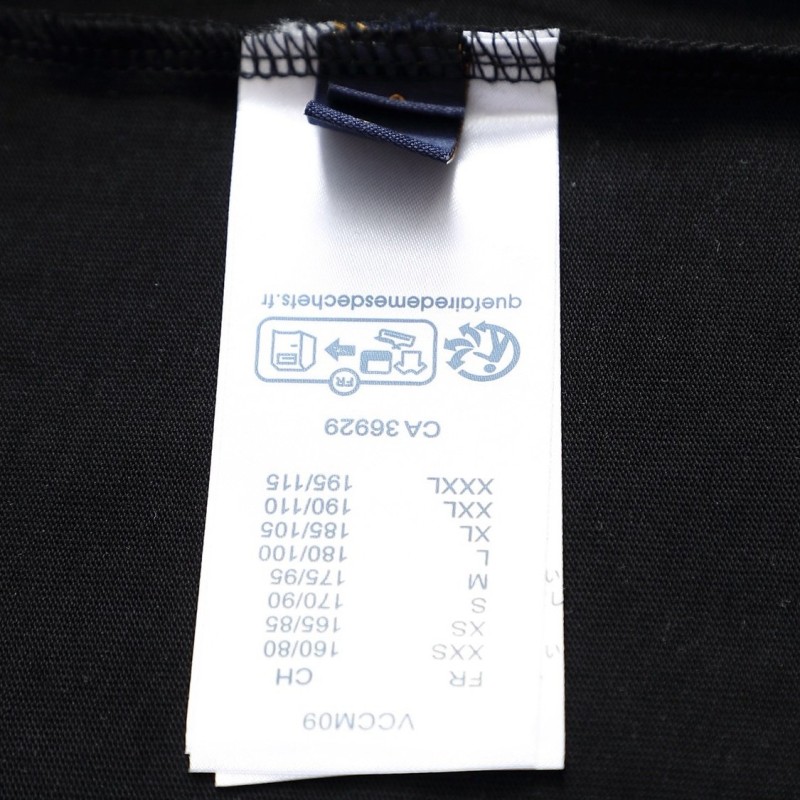 VCCM09
FR CH
XXS 160/80
XS 165/85
S 170/90
M 175/95
L 180/100
XL 185/105
XXL 190/110
XXXL 195/115
CA 36929
FR
quefairedemesdechets.fr